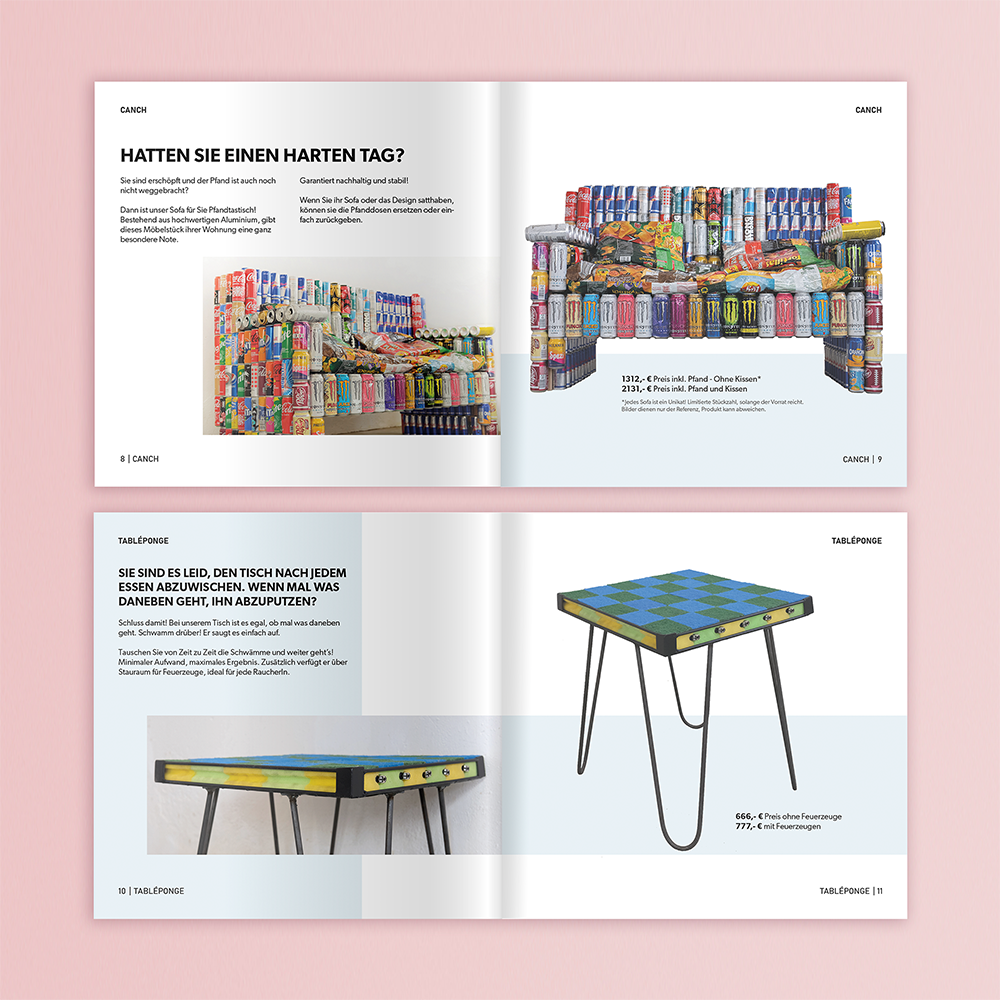 CANCH
CANCH
HATTEN SIE EINEN HARTEN TAG?
Sie sind erschöpft und der Pfand ist auch noch
nicht weggebracht?
Dann ist unser Sofa für Sie Pfandtastisch!
Bestehend aus hochwertigen Aluminium, gibt
dieses Möbelstück ihrer Wohnung eine ganz
besondere Note.
Garantiert nachhaltig und stabil!
Wenn Sie ihr Sofa oder das Design satthaben,
können sie die Pfanddosen ersetzen oder ein-
fach zurückgeben.
1312,- € Preis inkl. Pfand - Ohne Kissen*
2131,- € Preis inkl. Pfand und Kissen
*Jedes Sofa ist ein Unikat! Limitierte Stückzahl, solange der Vorrat reicht.
Bilder dienen nur der Referenz, Produkt kann abweichen.
8 | CANCH
CANCH | 9
TABLÉPONGE
TABLÉPONGE
SIE SIND ES LEID, DEN TISCH NACH JEDEM
ESSEN ABZUWISCHEN. WENN MAL WAS
DANEBEN GEHT, IHN ABZUPUTZEN?
Schluss damit! Bei unserem Tisch ist es egal, ob mal was daneben
geht. Schwamm drüber! Er saugt es einfach auf.
Tauschen Sie von Zeit zu Zeit die Schwämme und weiter geht's!
Minimaler Aufwand, maximales Ergebnis. Zusätzlich verfügt er über
Stauraum für Feuerzeuge, ideal für jede RaucherIn.
666,- € Preis ohne Feuerzeuge
777,- € mit Feuerzeugen
10 | TABLÉPONGE
TABLÉPONGE | 11